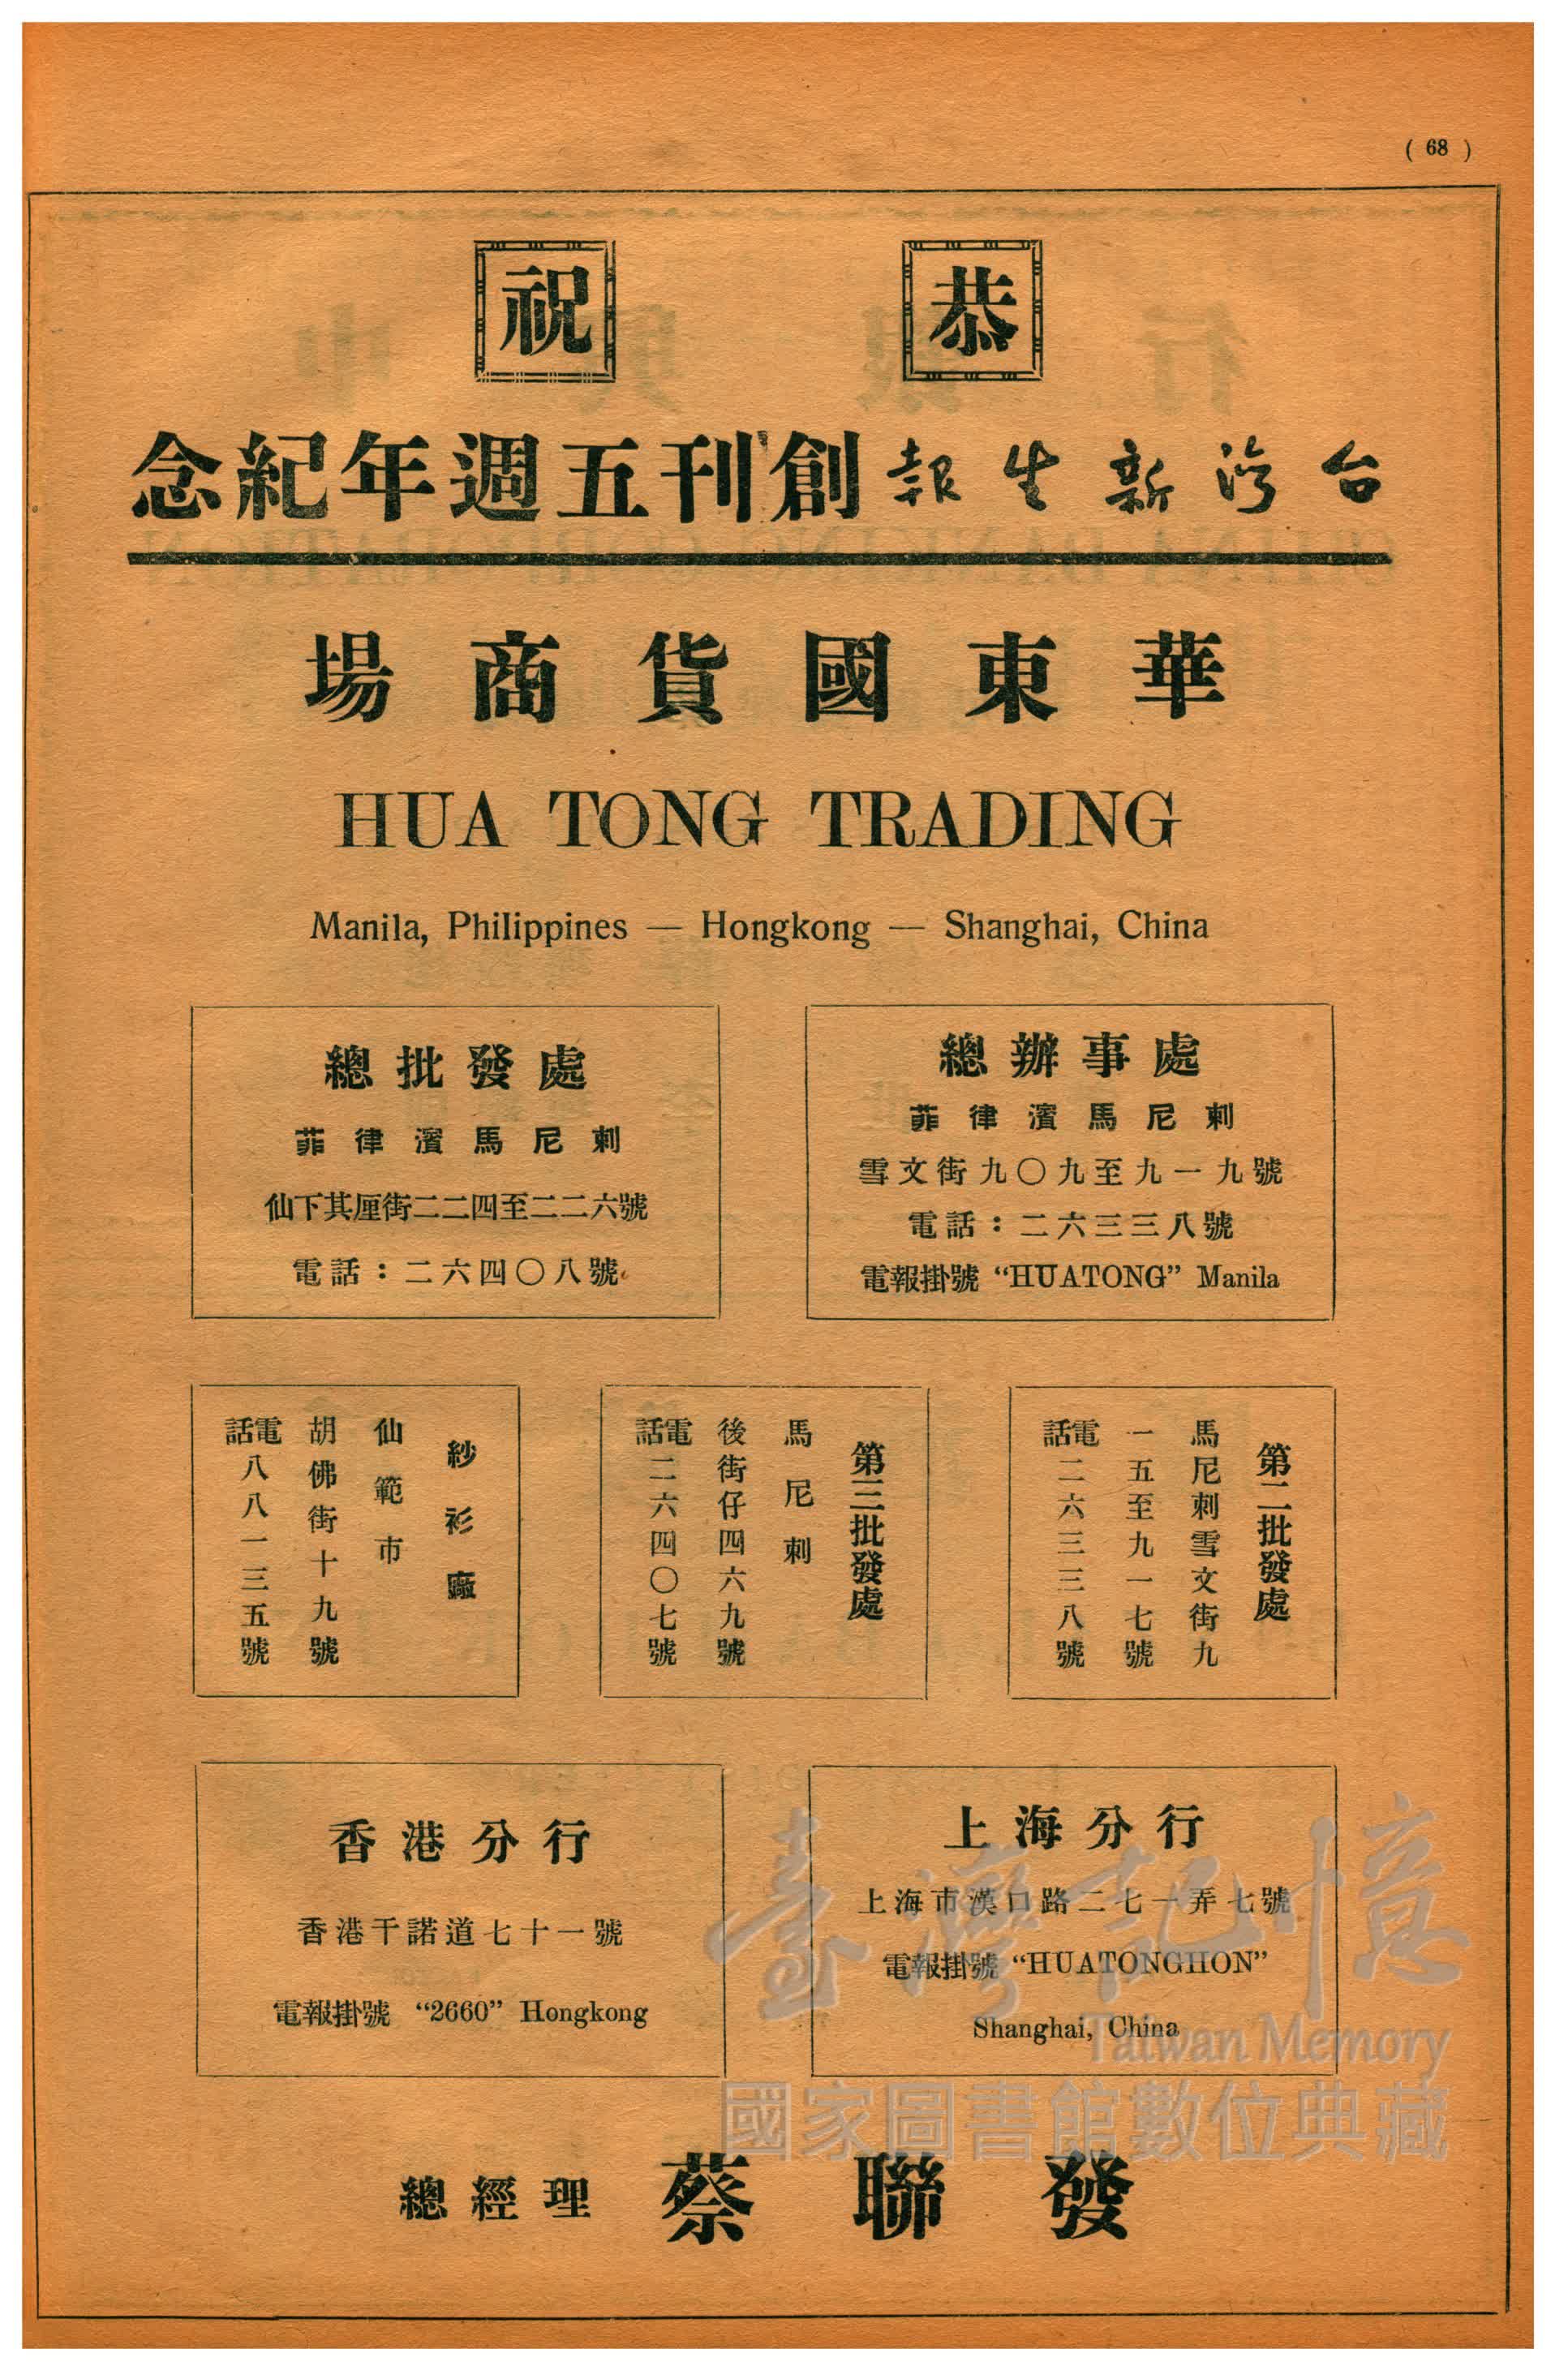 ( 68 )
恭祝
台灣新生報創刊五週年紀念
華東國貨商場
HUA TONG TRADING
Manila, Philippines — Hongkong — Shanghai, China
總辦事處
菲律濱馬尼剌
雪文街九〇九至九一九號
電話：二六三三八號
電報掛號 “HUATONG” Manila
總批發處
菲律濱馬尼剌
仙下其厘街二二四至二二六號
電話：二六四〇八號
第二批發處
馬尼剌雪文街九
一五至九一七號
電話二六三三八號
第三批發處
馬尼剌
後街仔四六九號
電話二六四〇七號
紗衫廠
仙範市
胡佛街十九號
電話八八一三五號
上海分行
上海市漢口路二七一弄七號
電報掛號 “HUATONGHON”
Shanghai, China
香港分行
香港干諾道七十一號
電報掛號 “2660” Hongkong
總經理 蔡聯發
臺灣記憶
Taiwan Memory
國家圖書館數位典藏